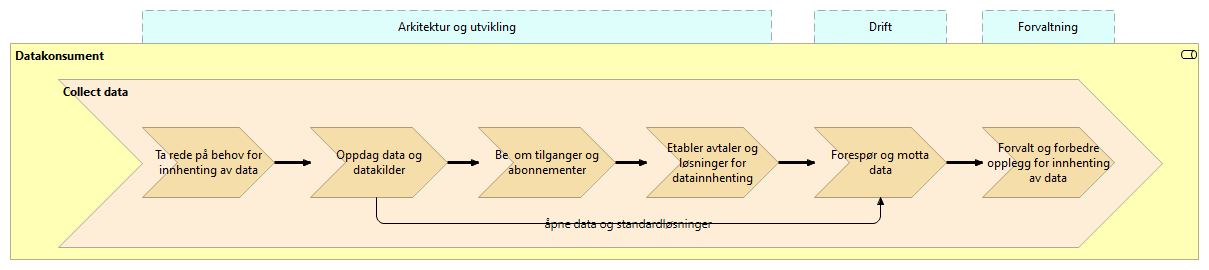 Arkitektur og utvikling
Drift
Forvaltning
Datakonsument
Collect data
Ta rede på behov for
innhenting av data
Oppdag data og
datakilder
Be om tilganger og
abonnementer
Etabler avtaler og
løsninger for
datainnhenting
Forespør og motta
data
Forvalt og forbedre
opplegg for innhenting
av data
åpne data og standardløsninger